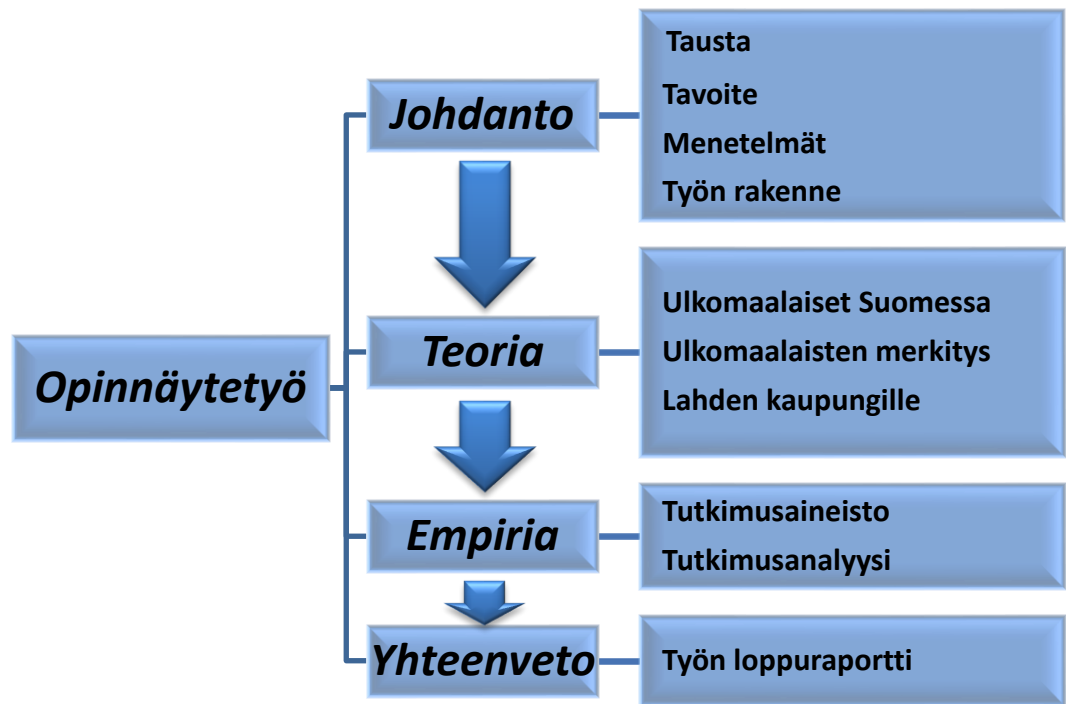 Opinnäytetyö
Johdanto
Tausta
Tavoite
Menetelmät
Työn rakenne
Teoria
Ulkomaalaiset Suomessa
Ulkomaalaisten merkitys
Lahden kaupungille
Empiria
Tutkimusaineisto
Tutkimusanalyysi
Yhteenveto
Työn loppuraportti